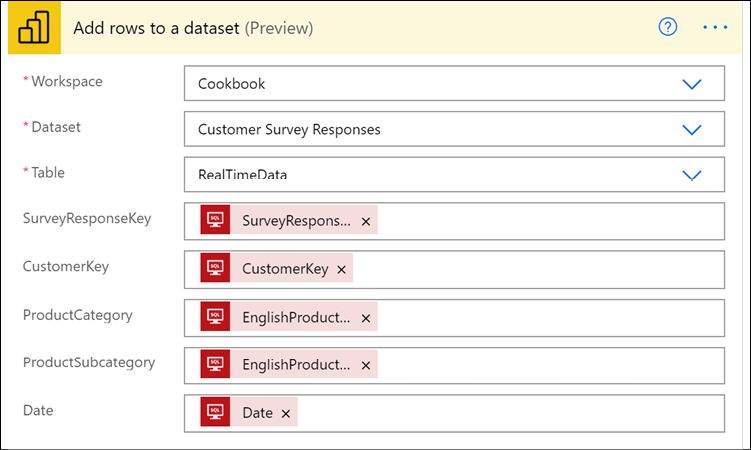 Add rows to a dataset (Preview)
* Workspace Cookbook
* Dataset Customer Survey Responses
* Table RealTimeData
SurveyResponseKey SQL SurveyRespons... ×
CustomerKey SQL CustomerKey ×
ProductCategory SQL EnglishProduct... ×
ProductSubcategory SQL EnglishProduct... ×
Date SQL Date ×